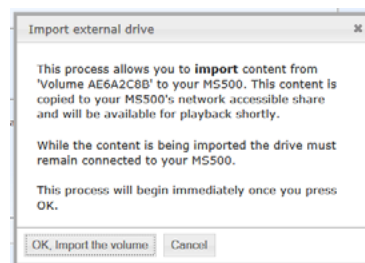 Import external drive
This process allows you to import content from
'Volume AE6A2C8B' to your MS500. This content is
copied to your MS500's network accessible share
and will be available for playback shortly.
While the content is being imported the drive must
remain connected to your MS500.
This process will begin immediately once you press
OK.
OK, Import the volume Cancel